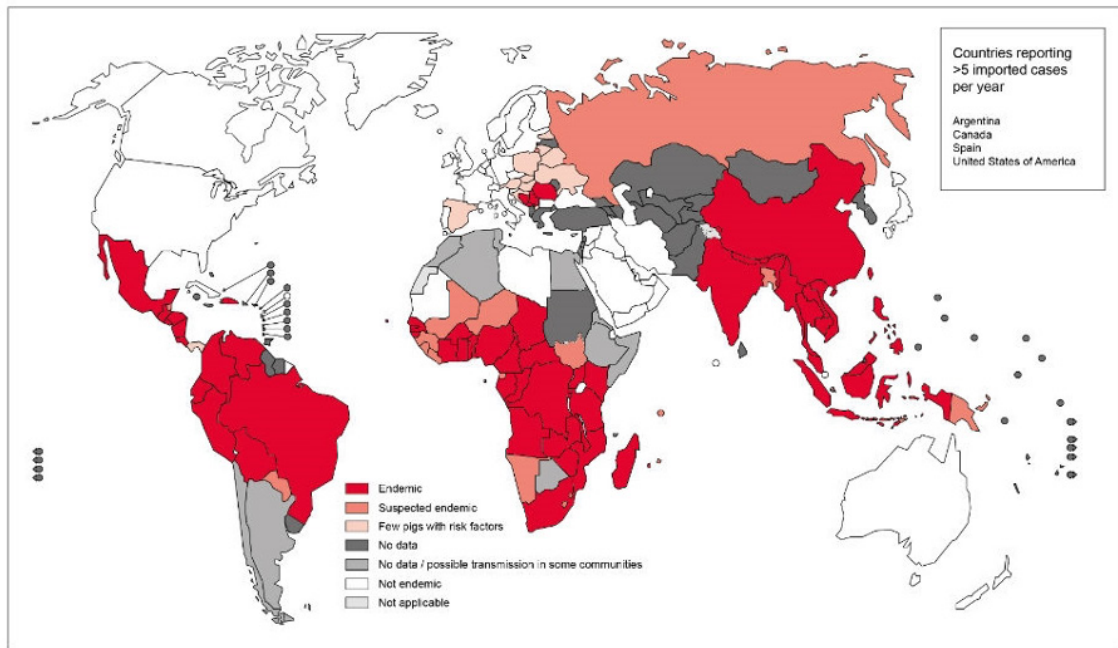 Countries reporting
>5 imported cases
per year
Argentina
Canada
Spain
United States of America
Endemic
Suspected endemic
Few pigs with risk factors
No data
No data / possible transmission in some communities
Not endemic
Not applicable